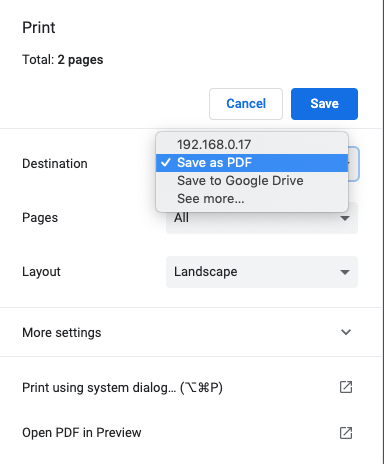 Print
Total: 2 pages
Cancel Save
192.168.0.17
Destination ✓ Save as PDF
Save to Google Drive
See more...
Pages All
Layout Landscape
More settings
Print using system dialog... (⌥⌘P)
Open PDF in Preview